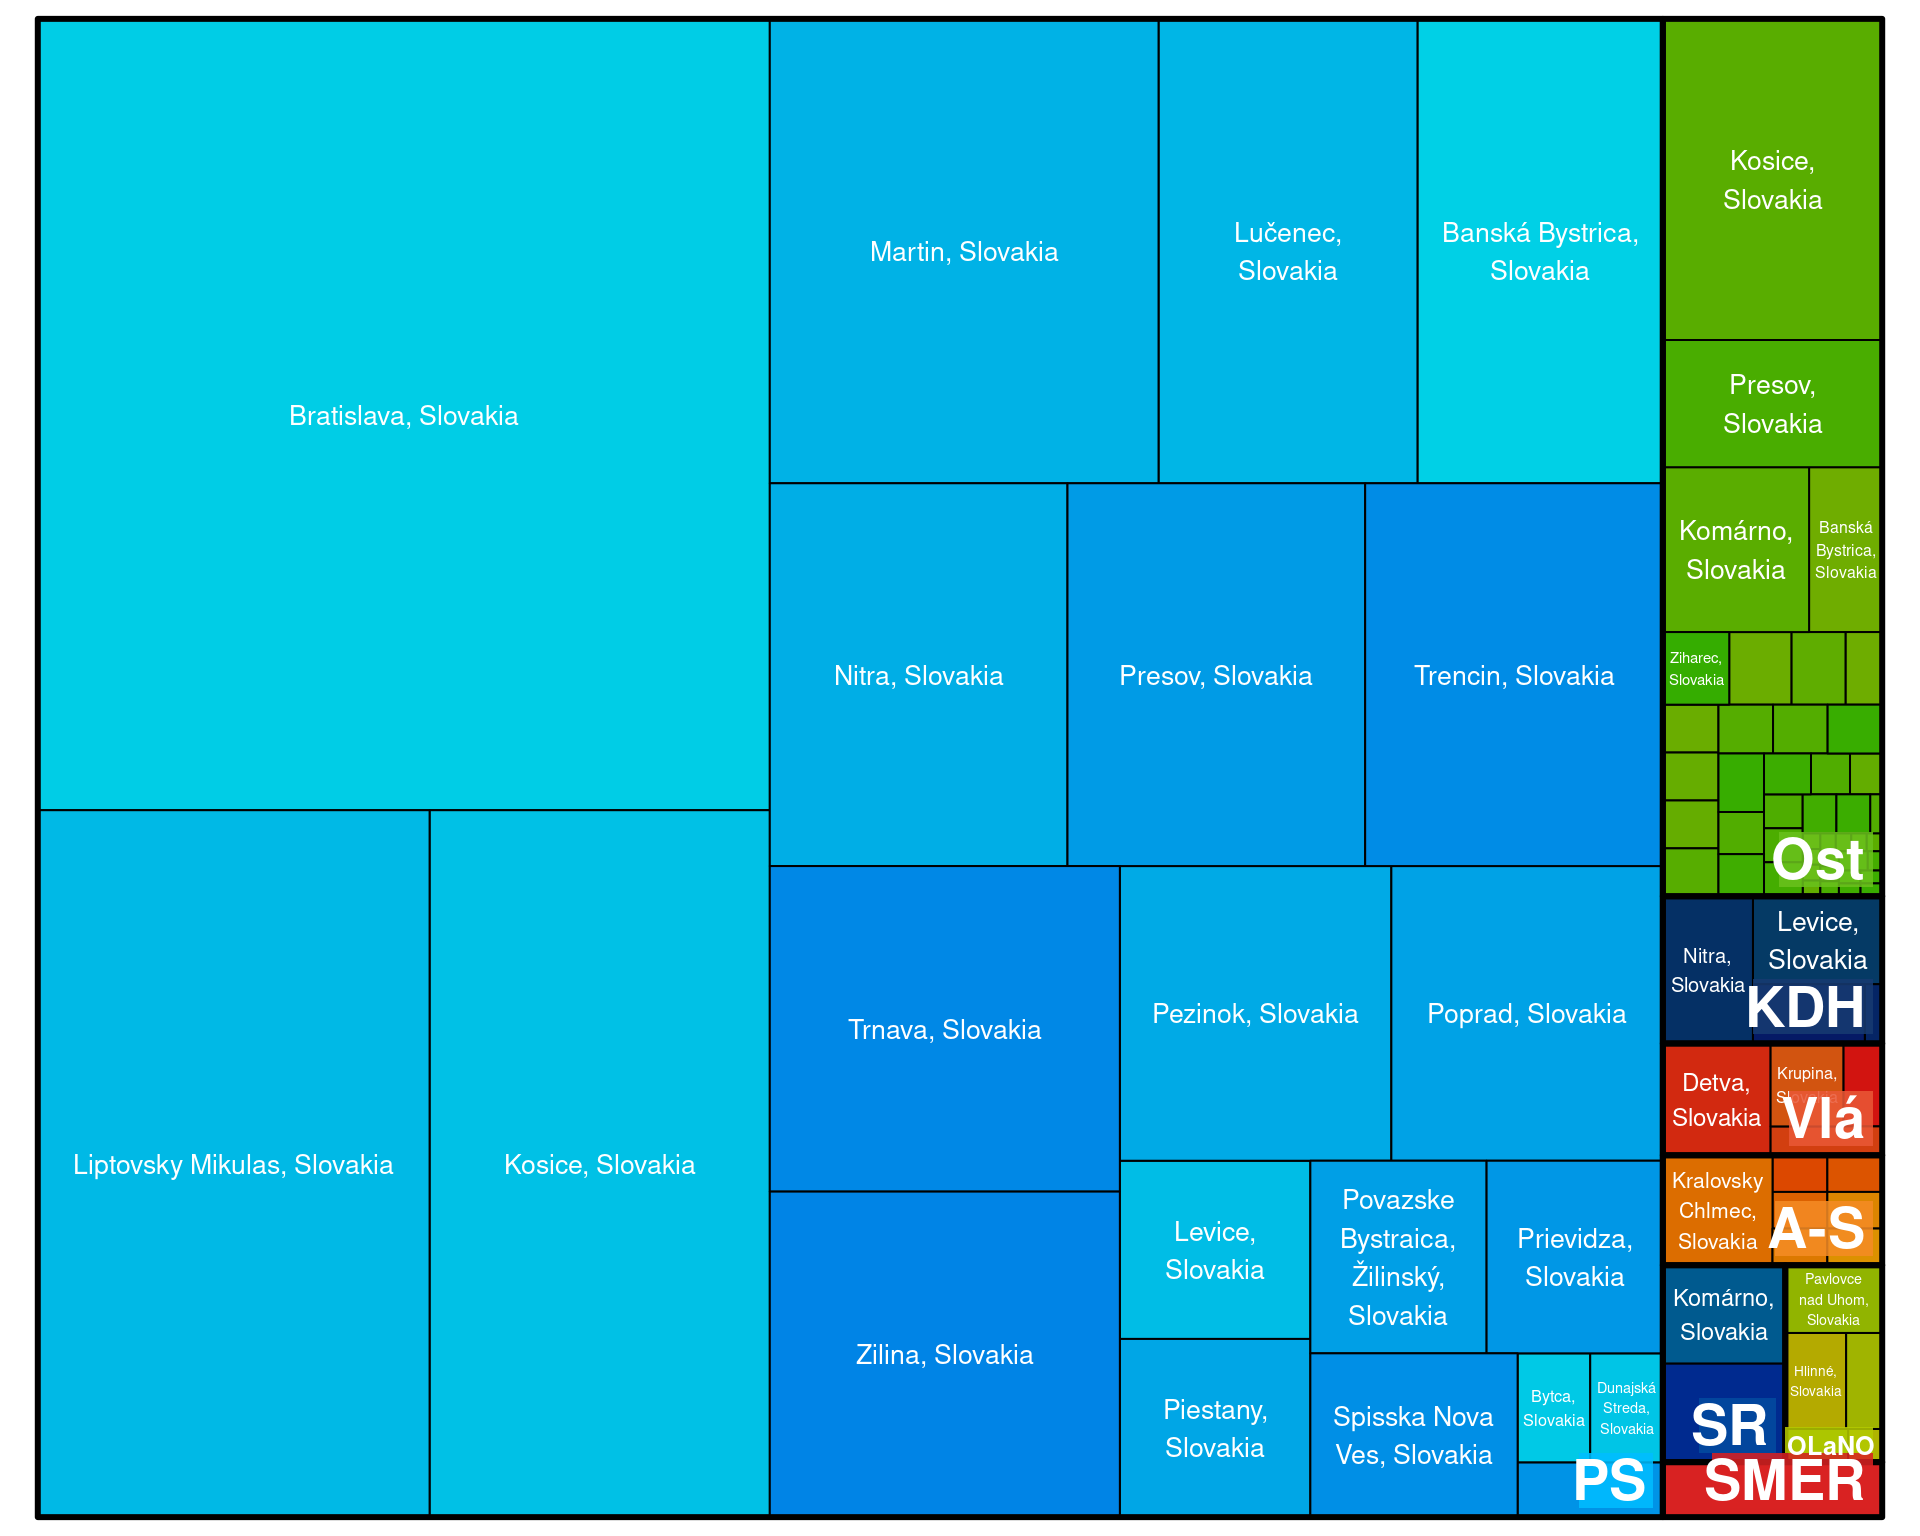 Bratislava, Slovakia
Liptovsky Mikulas, Slovakia
Kosice, Slovakia
Martin, Slovakia
Lučenec,
Slovakia
Banská Bystrica,
Slovakia
Nitra, Slovakia
Presov, Slovakia
Trencin, Slovakia
Trnava, Slovakia
Zilina, Slovakia
Pezinok, Slovakia
Poprad, Slovakia
Levice,
Slovakia
Piestany,
Slovakia
Povazske
Bystraica,
Žilinský,
Slovakia
Prievidza,
Slovakia
Spisska Nova
Ves, Slovakia
Bytca,
Slovakia
Dunajská
Streda,
Slovakia
PS
Kosice,
Slovakia
Presov,
Slovakia
Komárno,
Slovakia
Banská
Bystrica,
Slovakia
Ziharec,
Slovakia
Ost
Nitra,
Slovakia
Levice,
Slovakia
KDH
Detva,
Slovakia
Krupina,
Slovakia
Vlá
Kralovsky
Chlmec,
Slovakia
A-S
Komárno,
Slovakia
SR
Pavlovce
nad Uhom,
Slovakia
Hlinné,
Slovakia
OLaNO
SMER